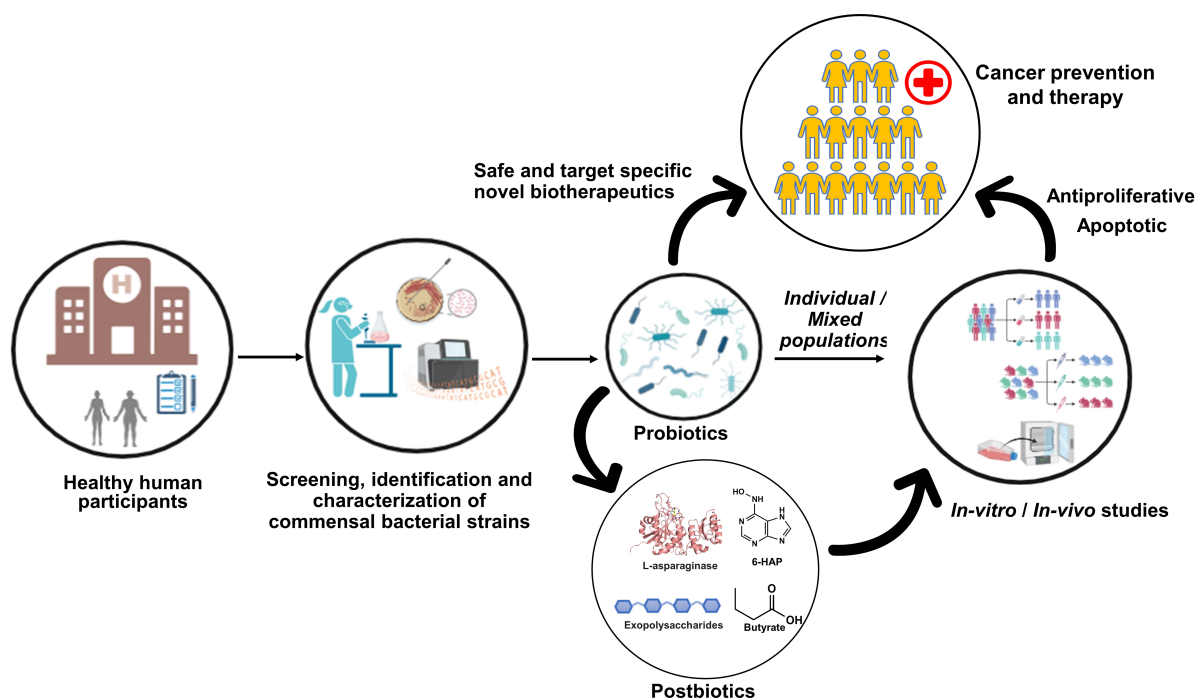 Cancer prevention
and therapy
Safe and target specific
novel biotherapeutics
Antiproliferative
Apoptotic
H
Individual /
Mixed
populations
Probiotics
Healthy human
participants
Screening, identification and
characterization of
commensal bacterial strains
In-vitro / In-vivo studies
HO
NH
N
N
H
N
N
L-asparaginase
6-HAP
O
OH
Exopolysaccharides
Butyrate
Postbiotics